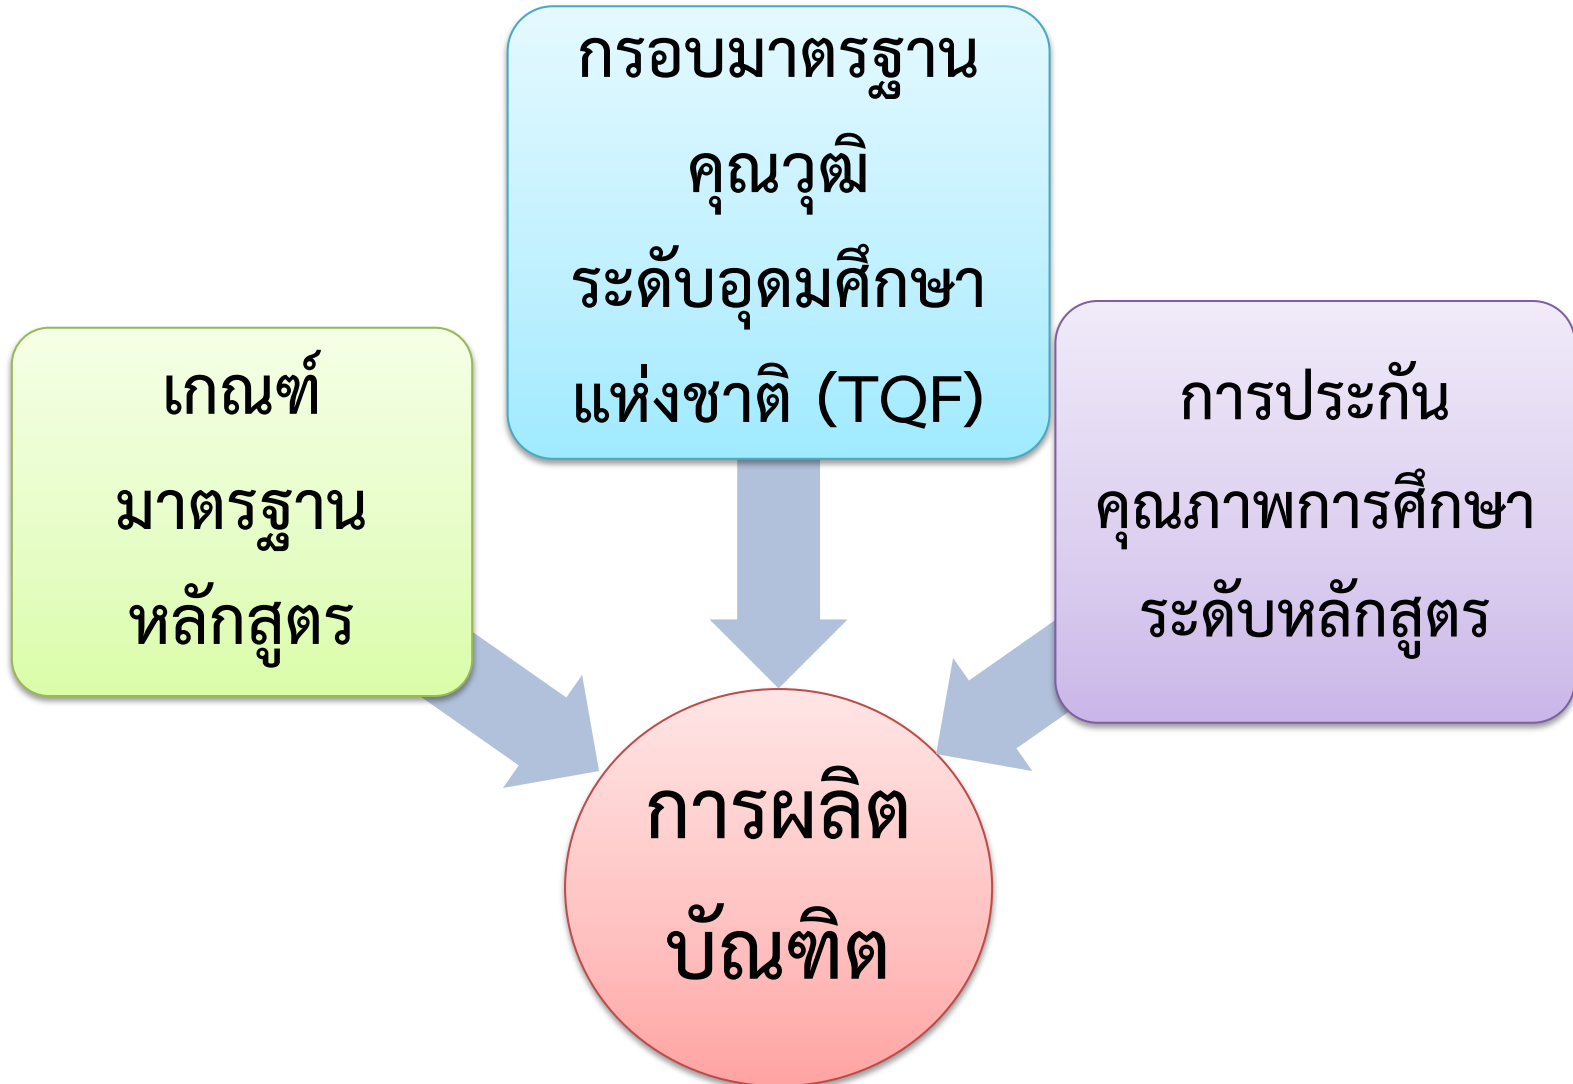 กรอบมาตรฐาน
คุณวุฒิ
ระดับอุดมศึกษา
แห่งชาติ (TQF)
เกณฑ์
มาตรฐาน
หลักสูตร
การประกัน
คุณภาพการศึกษา
ระดับหลักสูตร
การผลิต
บัณฑิต